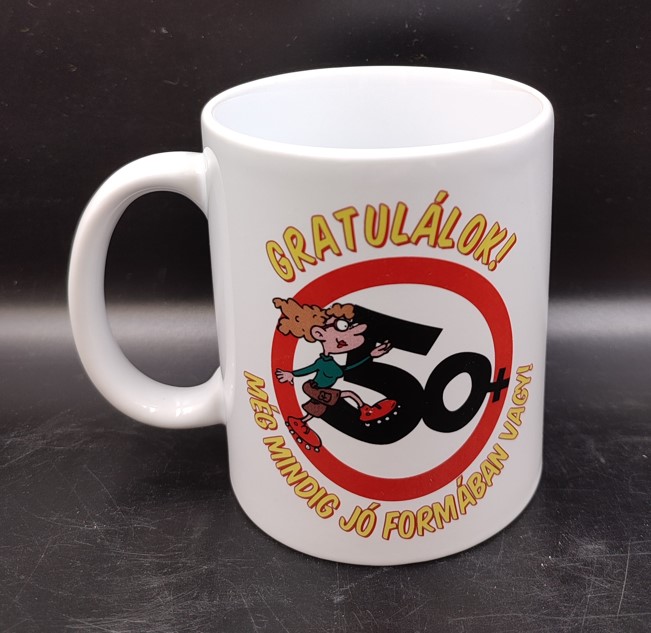 GRATULÁLOK!
50+
MÉG MINDIG JÓ FORMÁBAN VAGY!